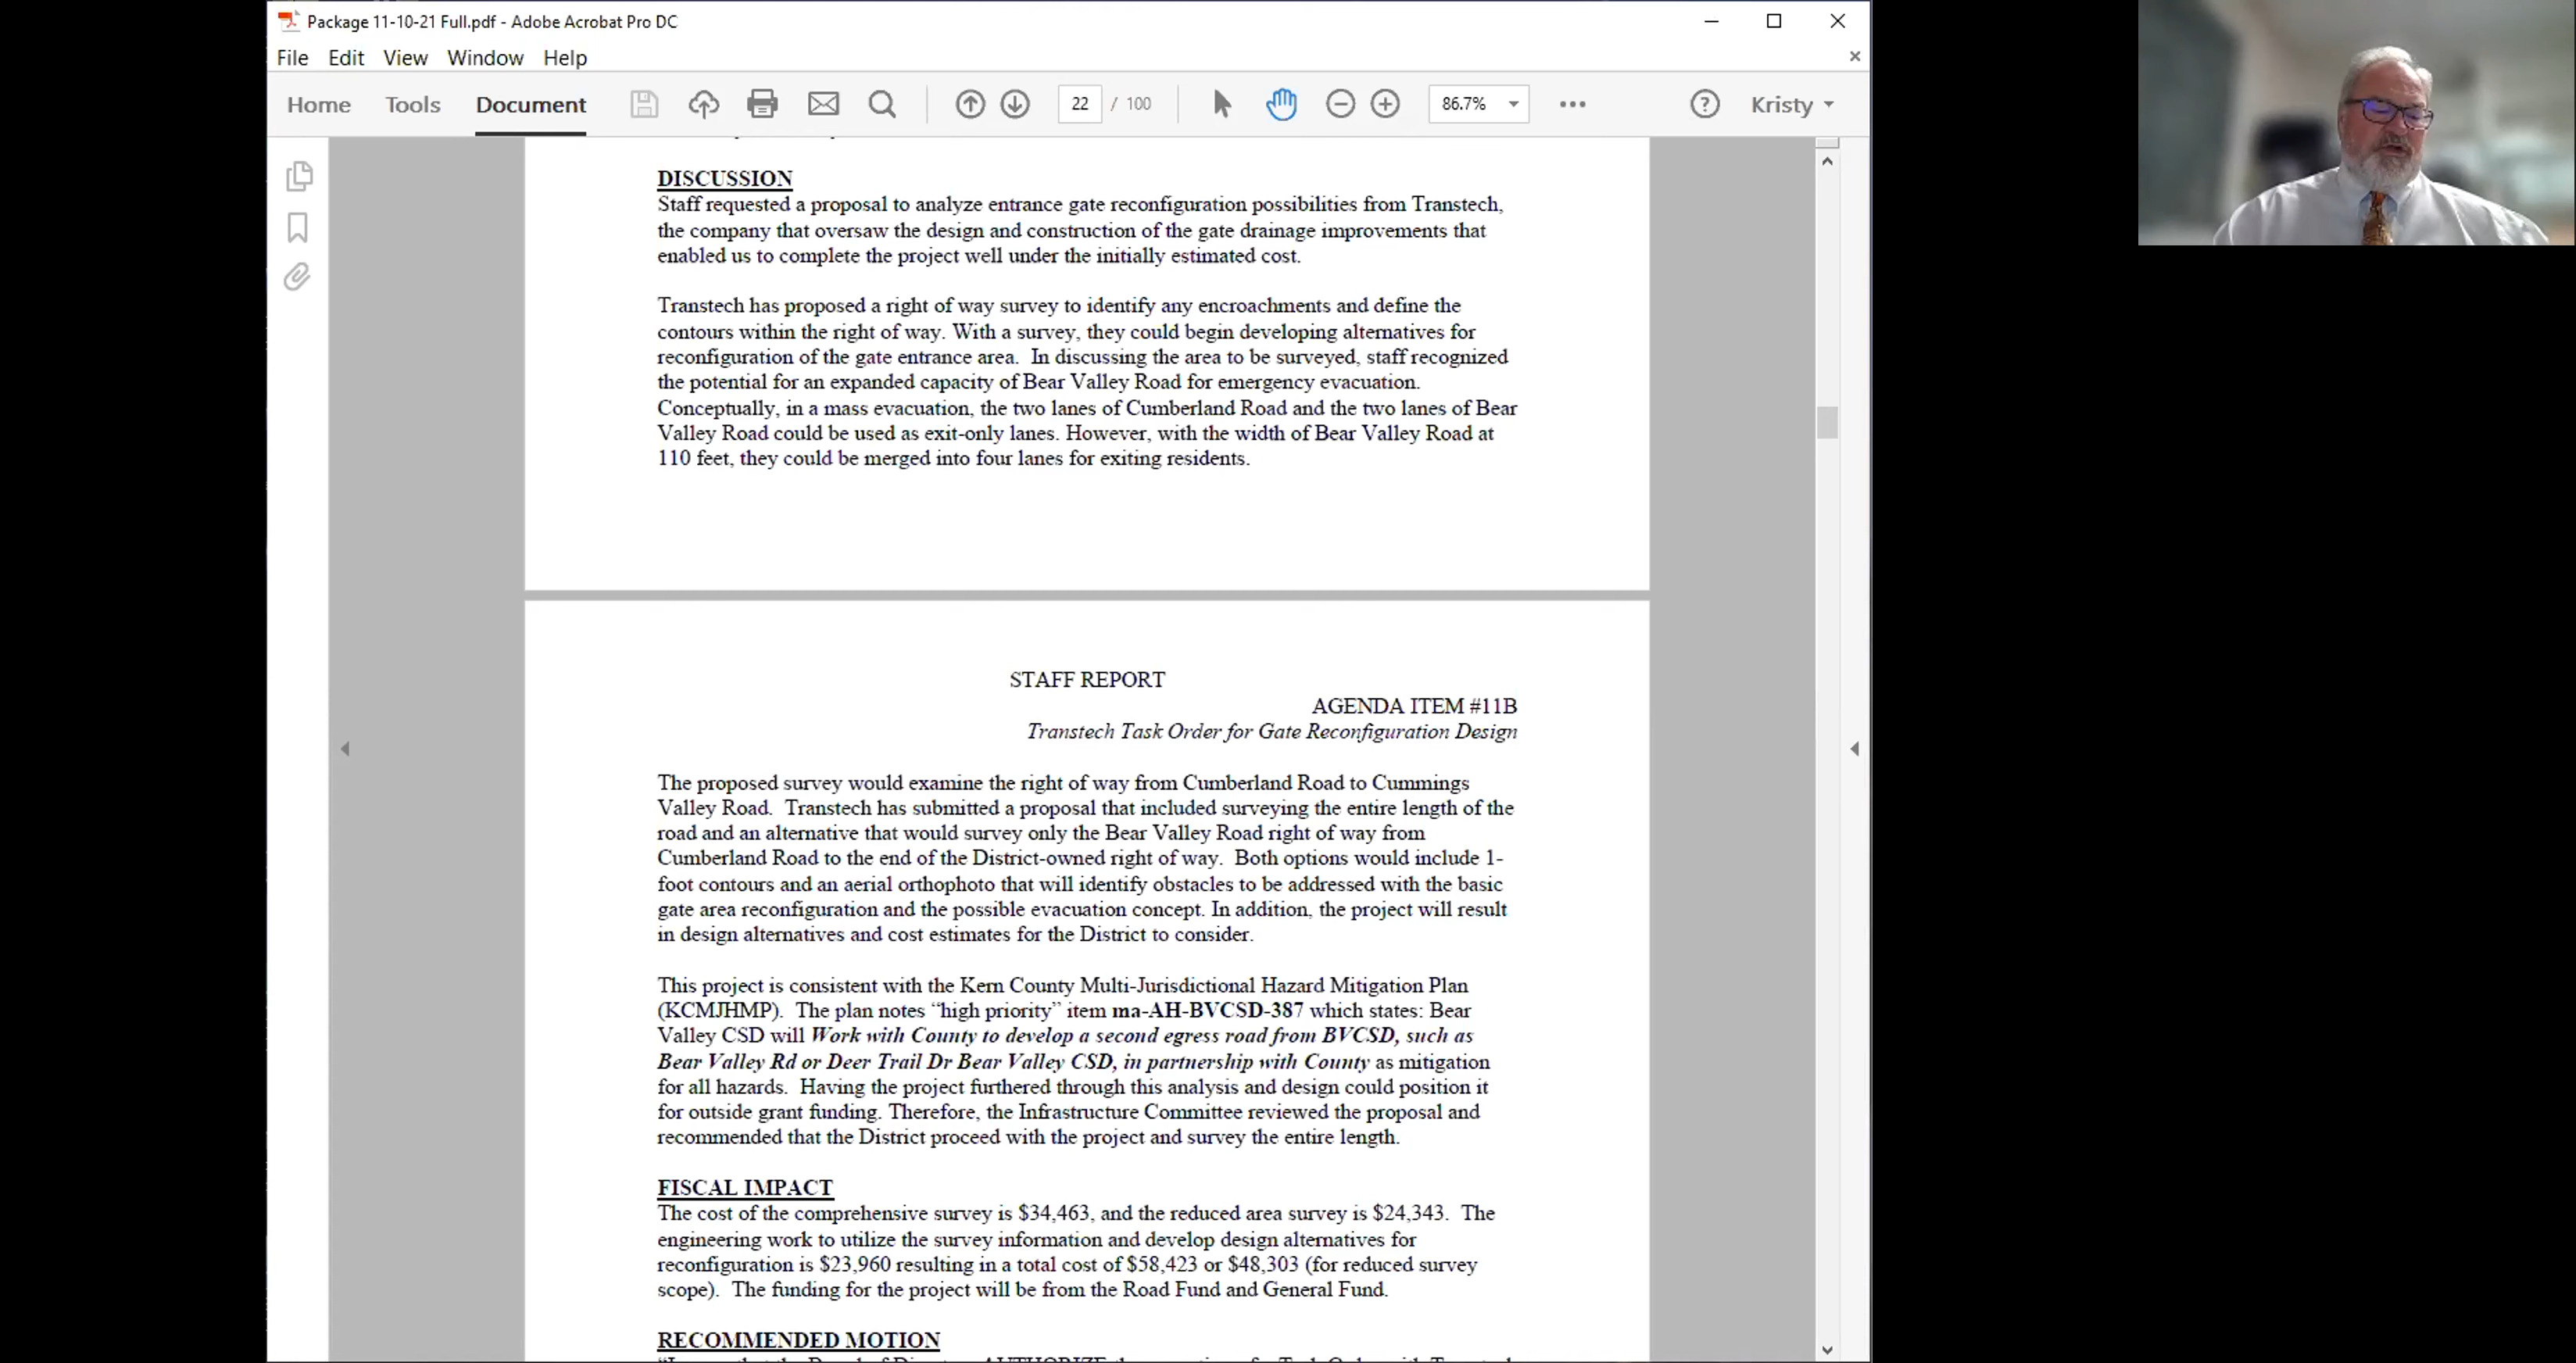 Package 11-10-21 Full.pdf - Adobe Acrobat Pro DC
File Edit View Window Help
Home Tools Document 22 / 100 86.7% Kristy
DISCUSSION
Staff requested a proposal to analyze entrance gate reconfiguration possibilities from Transtech,
the company that oversaw the design and construction of the gate drainage improvements that
enabled us to complete the project well under the initially estimated cost.
Transtech has proposed a right of way survey to identify any encroachments and define the
contours within the right of way. With a survey, they could begin developing alternatives for
reconfiguration of the gate entrance area. In discussing the area to be surveyed, staff recognized
the potential for an expanded capacity of Bear Valley Road for emergency evacuation.
Conceptually, in a mass evacuation, the two lanes of Cumberland Road and the two lanes of Bear
Valley Road could be used as exit-only lanes. However, with the width of Bear Valley Road at
110 feet, they could be merged into four lanes for exiting residents.
STAFF REPORT
AGENDA ITEM #11B
Transtech Task Order for Gate Reconfiguration Design
The proposed survey would examine the right of way from Cumberland Road to Cummings
Valley Road. Transtech has submitted a proposal that included surveying the entire length of the
road and an alternative that would survey only the Bear Valley Road right of way from
Cumberland Road to the end of the District-owned right of way. Both options would include 1-
foot contours and an aerial orthophoto that will identify obstacles to be addressed with the basic
gate area reconfiguration and the possible evacuation concept. In addition, the project will result
in design alternatives and cost estimates for the District to consider.
This project is consistent with the Kern County Multi-Jurisdictional Hazard Mitigation Plan
(KCMJHMP). The plan notes “high priority” item ma-AH-BVCSD-387 which states: Bear
Valley CSD will Work with County to develop a second egress road from BVCSD, such as
Bear Valley Rd or Deer Trail Dr Bear Valley CSD, in partnership with County as mitigation
for all hazards. Having the project furthered through this analysis and design could position it
for outside grant funding. Therefore, the Infrastructure Committee reviewed the proposal and
recommended that the District proceed with the project and survey the entire length.
FISCAL IMPACT
The cost of the comprehensive survey is $34,463, and the reduced area survey is $24,343. The
engineering work to utilize the survey information and develop design alternatives for
reconfiguration is $23,960 resulting in a total cost of $58,423 or $48,303 (for reduced survey
scope). The funding for the project will be from the Road Fund and General Fund.
RECOMMENDED MOTION